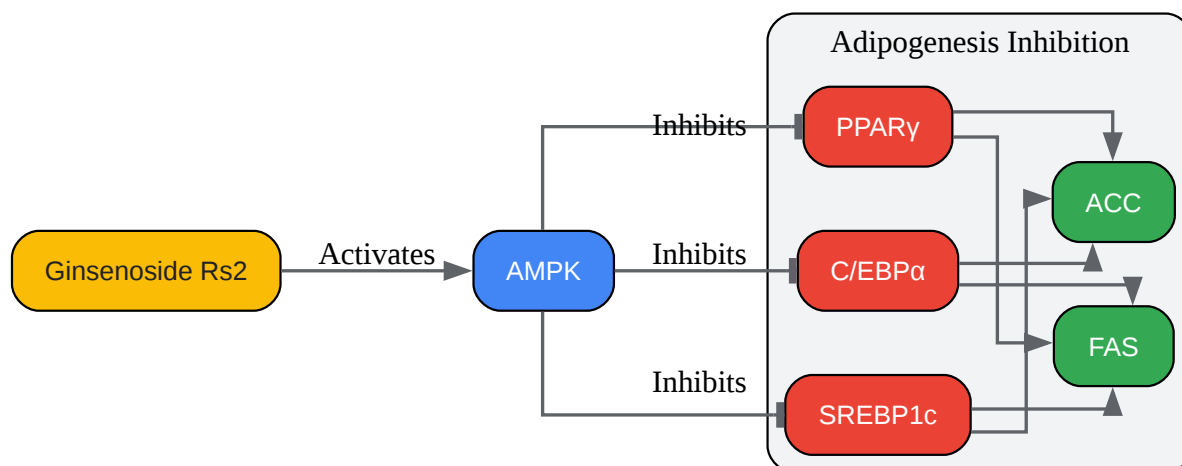 Adipogenesis Inhibition
Inhibits
PPARγ
ACC
Ginsenoside Rs2
Activates
AMPK
Inhibits
C/EBPα
FAS
Inhibits
SREBP1c